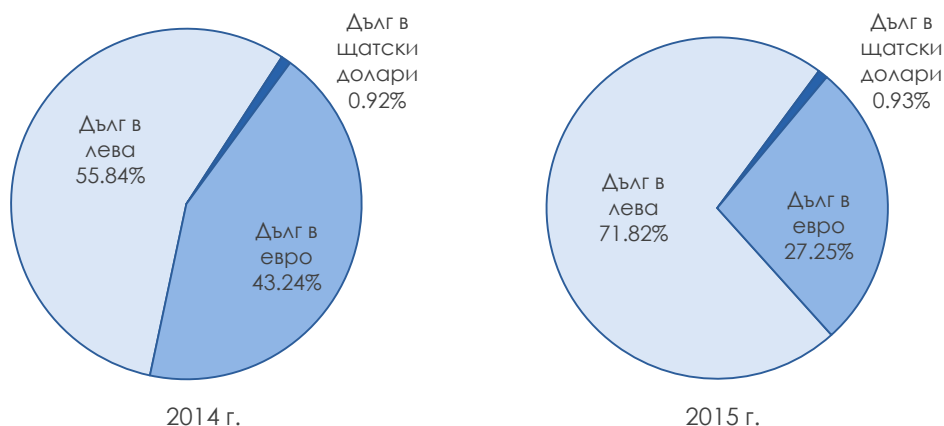 Дълг в
щатски
долари
0.92%
Дълг в
лева
55.84%
Дълг в
евро
43.24%
2014 г.
Дълг в
щатски
долари
0.93%
Дълг в
лева
71.82%
Дълг в
евро
27.25%
2015 г.